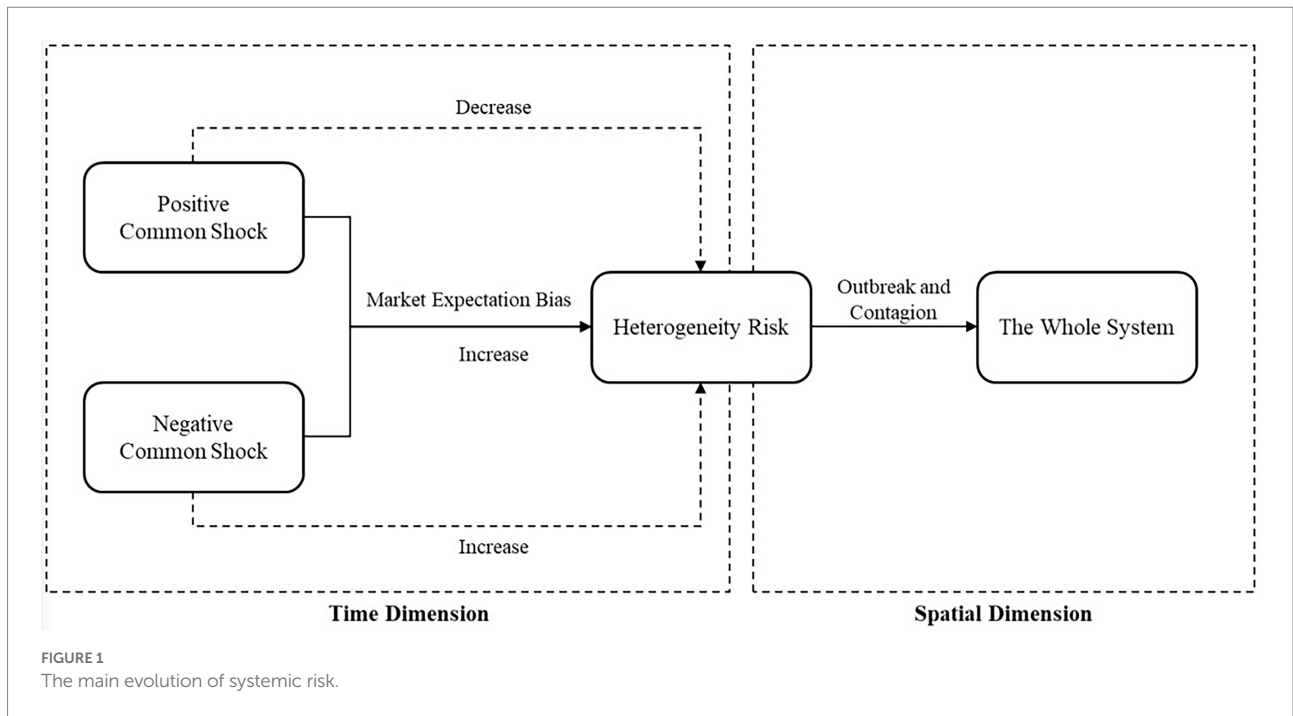 Decrease
Positive
Common Shock
Market Expectation Bias
Increase
Heterogeneity Risk
Outbreak and
Contagion
The Whole System
Negative
Common Shock
Increase
Time Dimension
Spatial Dimension
FIGURE 1
The main evolution of systemic risk.